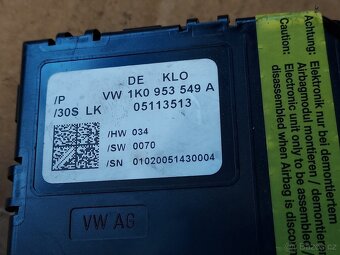 DE KLO
/P VW 1K0 953 549 A
/30S LK 05113513
/HW 034
/SW 0070
/SN 01020051430004
VW AG
Achtung:
Elektronik nur bei demontiertem
Airbagmodul montieren / demontieren
Caution:
Electronic
unit only to be assemble /
disassembled when Airbag is
disconnected